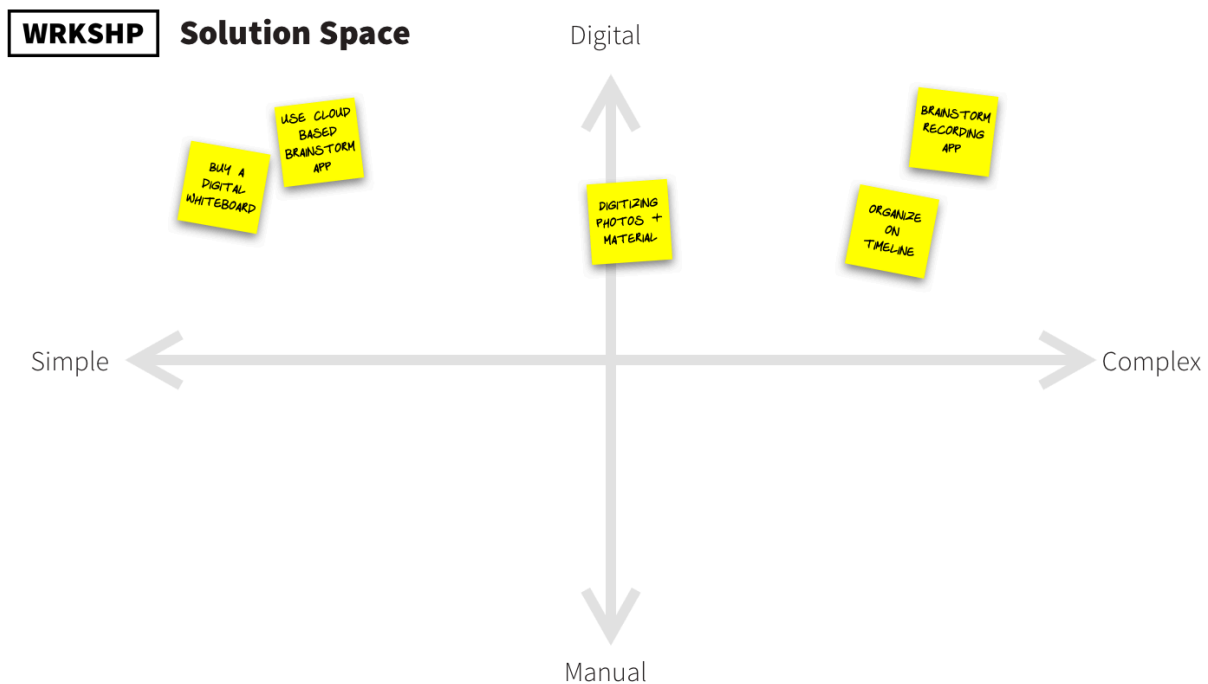 WRKSHP Solution Space
Digital
USE CLOUD
BASED
BRAINSTORM
APP
BUY A
DIGITAL
WHITEBOARD
DIGITIZING
PHOTOS +
MATERIAL
BRAINSTORM
RECORDING
APP
ORGANIZE
ON
TIMELINE
Simple
Complex
Manual